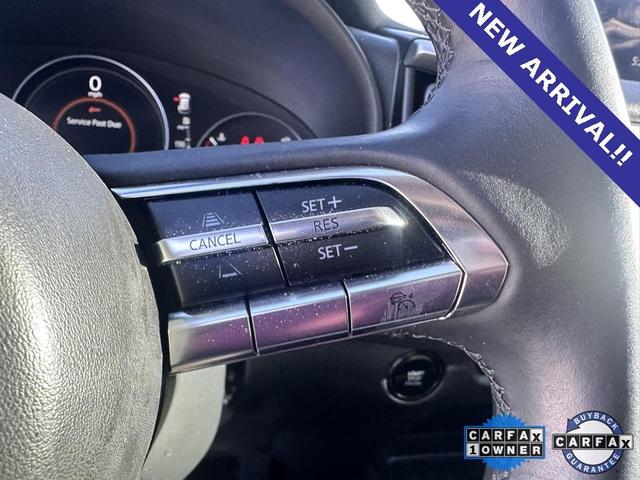 NEW ARRIVAL!!
0
mph
Service Past Due
SET+
RES
CANCEL
SET−
CARFAX
1 OWNER
BUYBACK
CARFAX
GUARANTEE